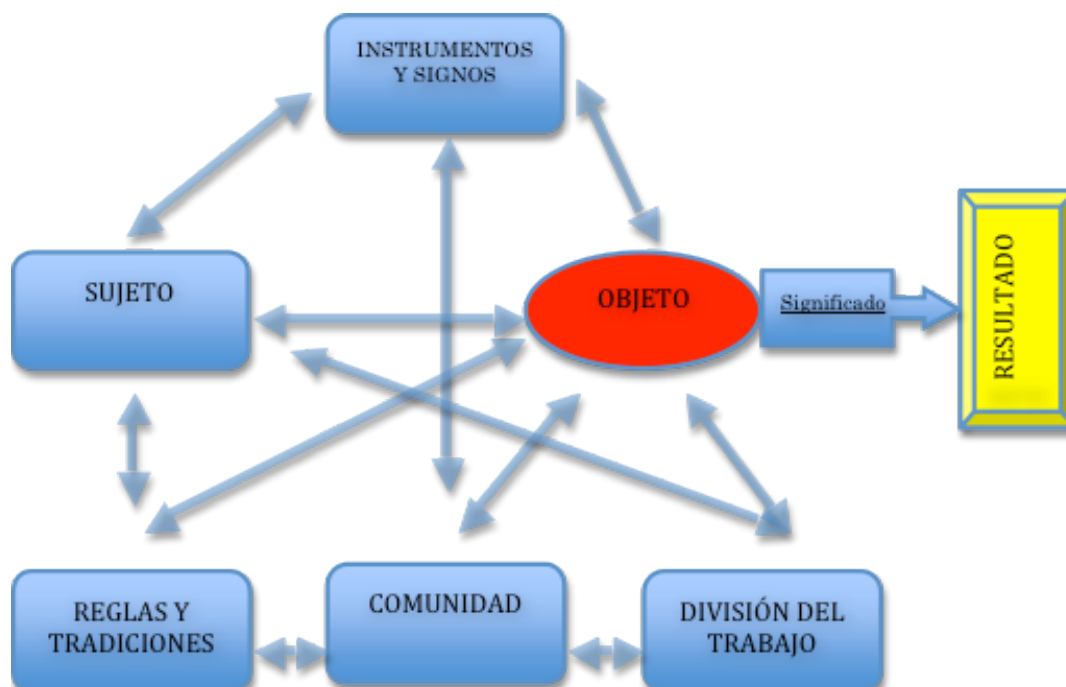 INSTRUMENTOS
Y SIGNOS
SUJETO
OBJETO
Significado
RESULTADO
REGLAS Y
TRADICIONES
COMUNIDAD
DIVISIÓN DEL
TRABAJO